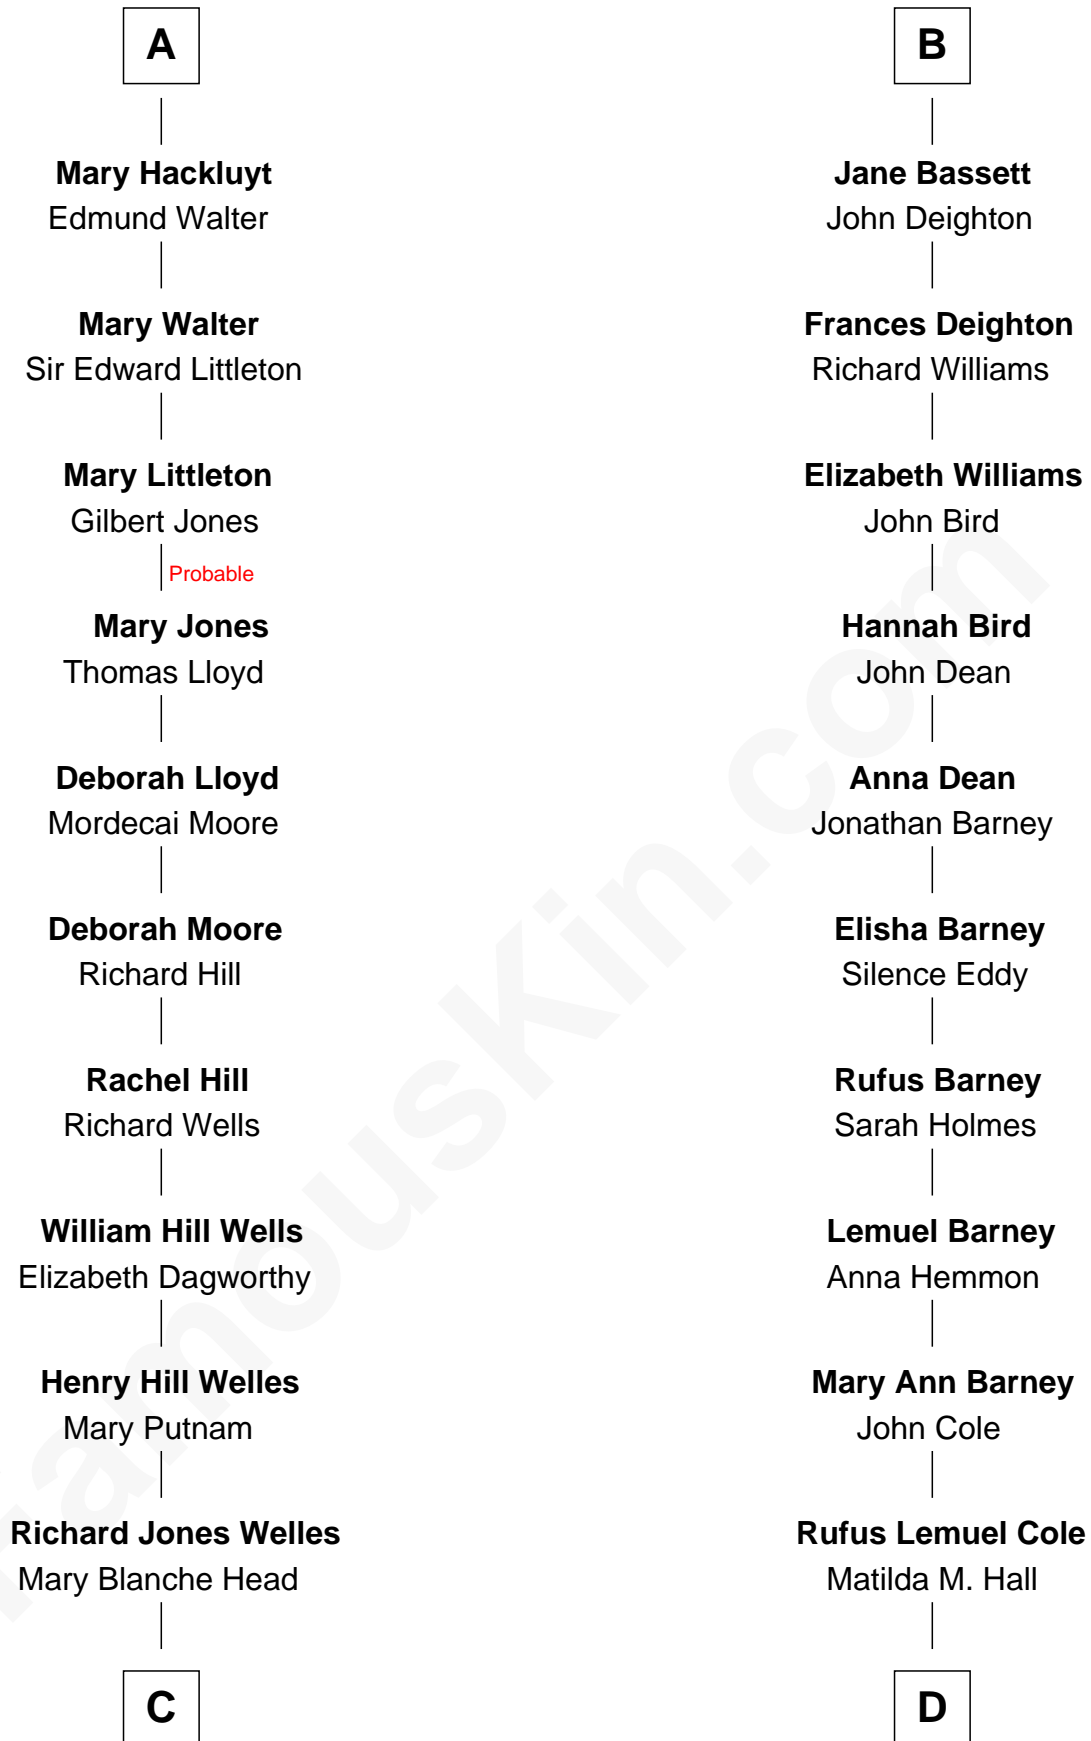 A
Mary Hackluyt
Edmund Walter
Mary Walter
Sir Edward Littleton
Mary Littleton
Gilbert Jones
Probable
Mary Jones
Thomas Lloyd
Deborah Lloyd
Mordecai Moore
Deborah Moore
Richard Hill
Rachel Hill
Richard Wells
William Hill Wells
Elizabeth Dagworthy
Henry Hill Welles
Mary Putnam
Richard Jones Welles
Mary Blanche Head
C
B
Jane Bassett
John Deighton
Frances Deighton
Richard Williams
Elizabeth Williams
John Bird
Hannah Bird
John Dean
Anna Dean
Jonathan Barney
Elisha Barney
Silence Eddy
Rufus Barney
Sarah Holmes
Lemuel Barney
Anna Hemmon
Mary Ann Barney
John Cole
Rufus Lemuel Cole
Matilda M. Hall
D
FamousKin.com